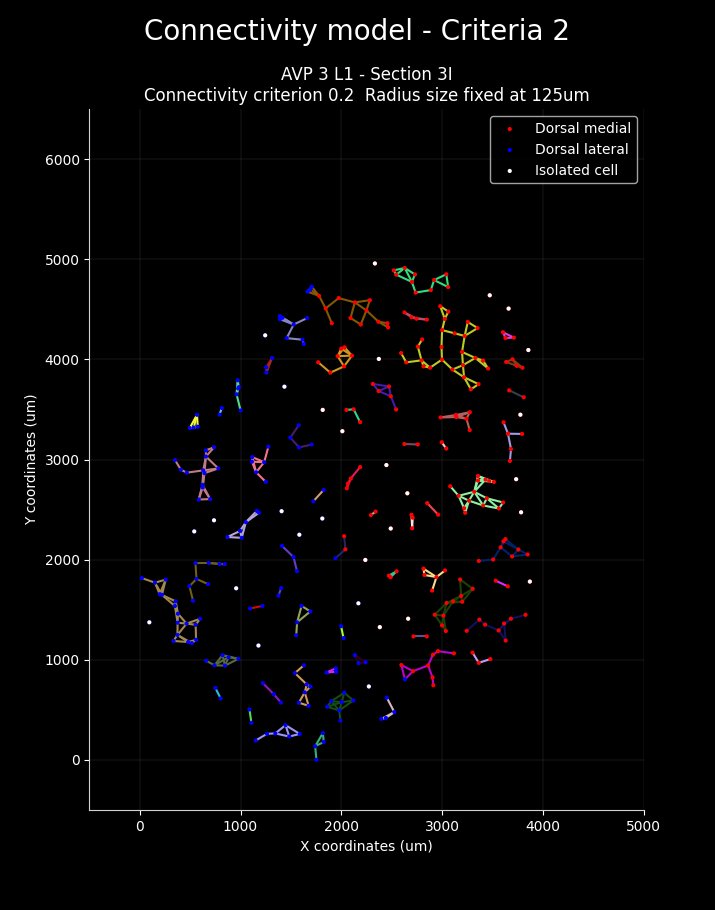 Connectivity model - Criteria 2
AVP 3 L1 - Section 3I
Connectivity criterion 0.2  Radius size fixed at 125um
Dorsal medial
Dorsal lateral
Isolated cell
6000
5000
4000
3000
2000
1000
0
Y coordinates (um)
0
1000
2000
3000
4000
5000
X coordinates (um)